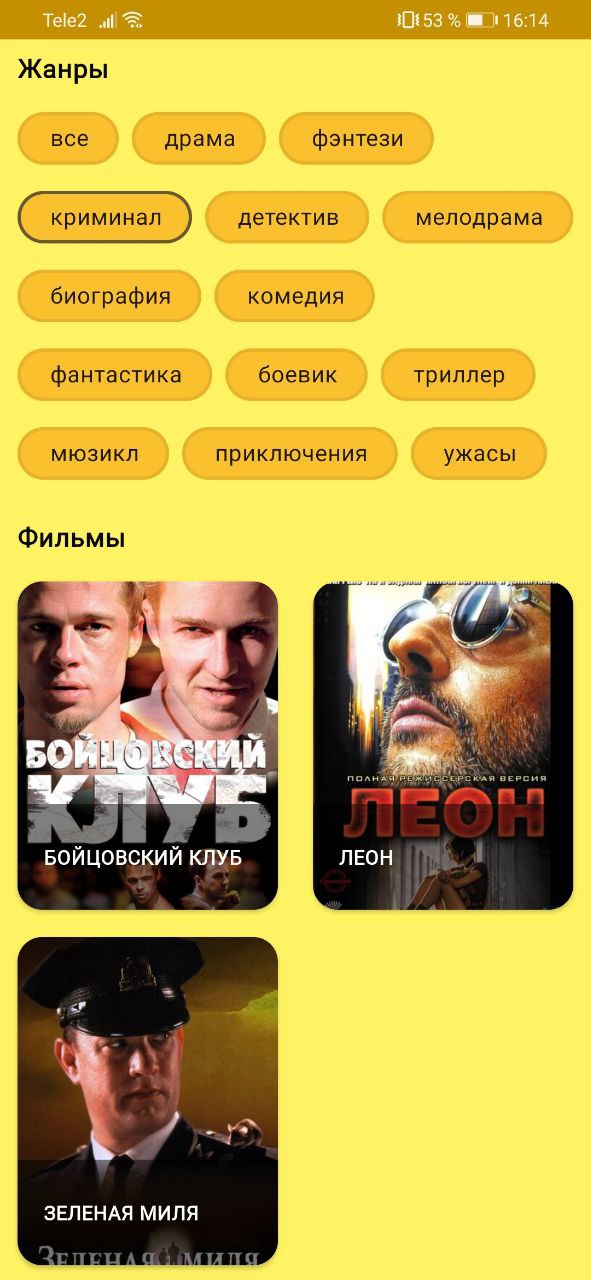 Tele2 53 % 16:14
Жанры
все драма фэнтези
криминал детектив мелодрама
биография комедия
фантастика боевик триллер
мюзикл приключения ужасы
Фильмы
БОЙЦОВСКИЙ
КЛУБ
БОЙЦОВСКИЙ КЛУБ
ПОЛНАЯ РЕЖИССЕРСКАЯ ВЕРСИЯ
ЛЕОН
ЛЕОН
ЗЕЛЕНАЯ МИЛЯ
ЗЕЛЕНАЯ МИЛЯ